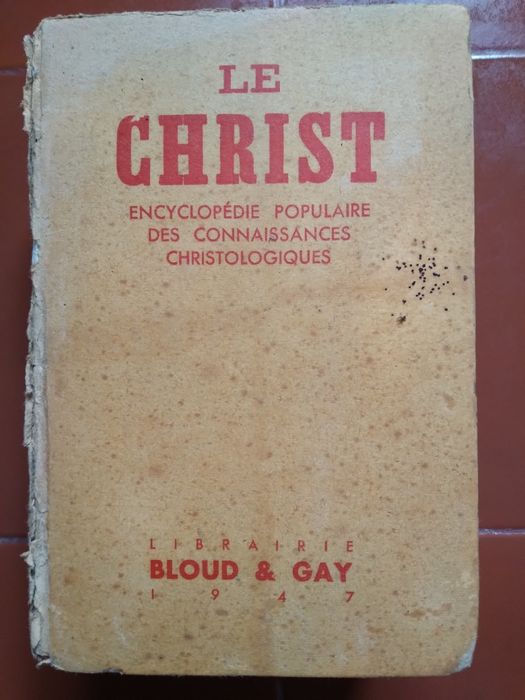 LE
CHRIST
ENCYCLOPÉDIE POPULAIRE
DES CONNAISSANCES
CHRISTOLOGIQUES
LIBRAIRIE
BLOUD & GAY
1947